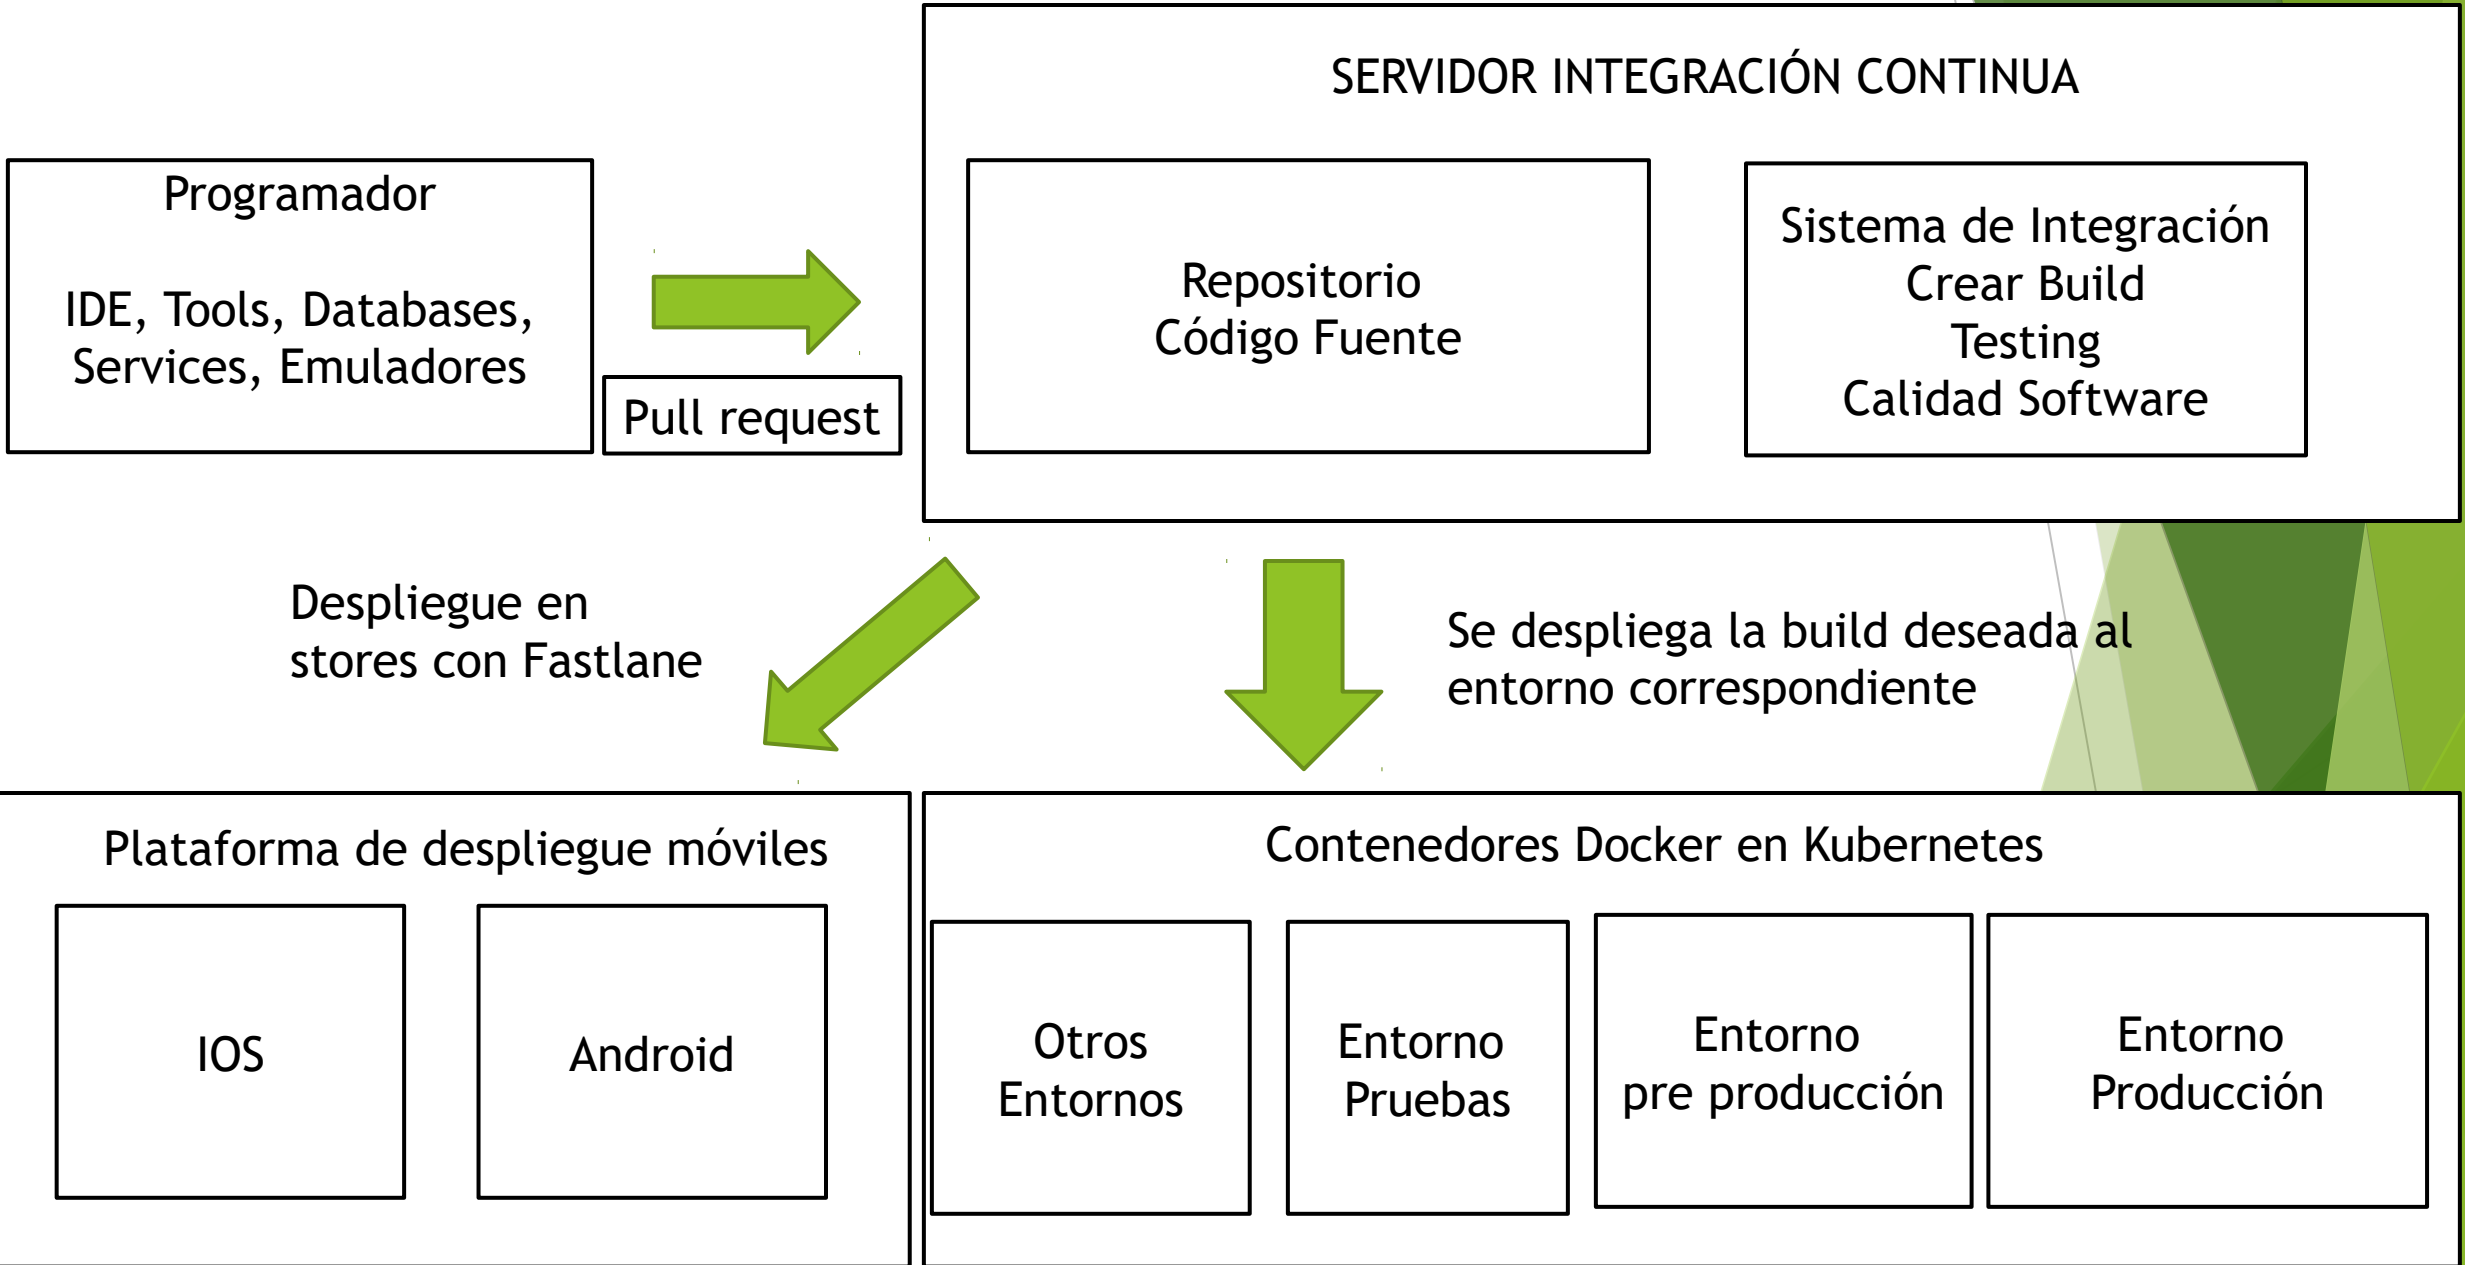 SERVIDOR INTEGRACIÓN CONTINUA
Programador
IDE, Tools, Databases,
Services, Emuladores
Pull request
Repositorio
Código Fuente
Sistema de Integración
Crear Build
Testing
Calidad Software
Despliegue en
stores con Fastlane
Se despliega la build deseada al
entorno correspondiente
Plataforma de despliegue móviles
IOS
Android
Contenedores Docker en Kubernetes
Otros
Entornos
Entorno
Pruebas
Entorno
pre producción
Entorno
Producción